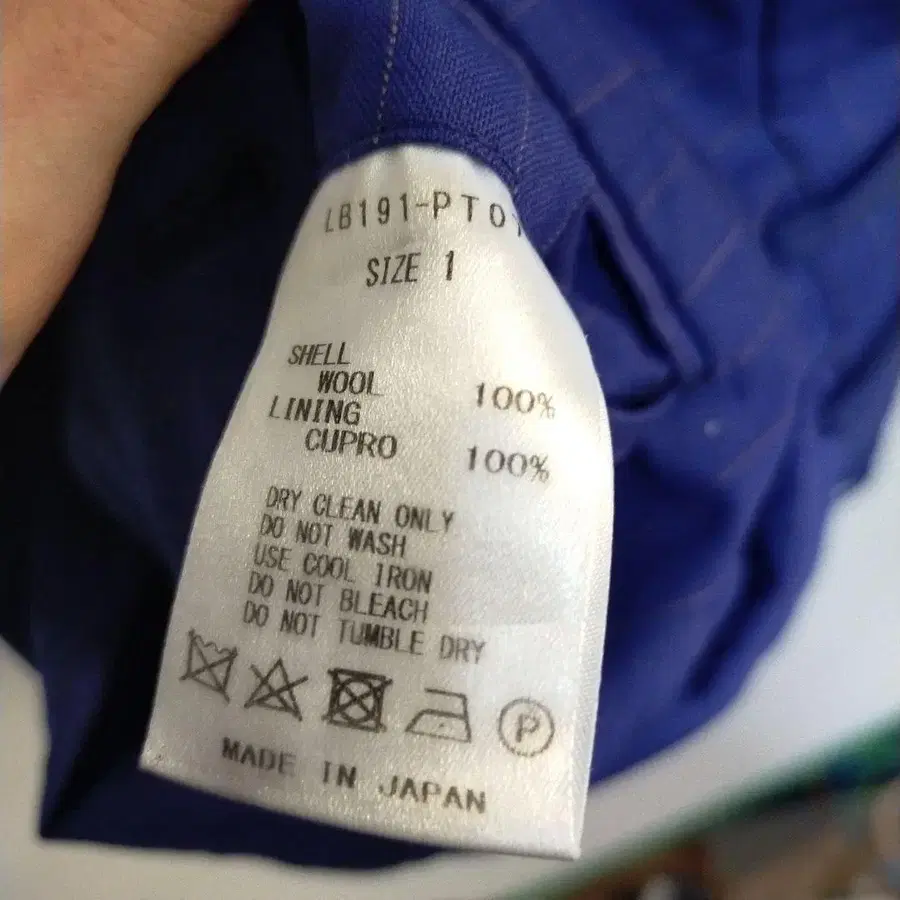 LB191-PT0
SIZE 1
SHELL
WOOL 100%
LINING
CUPRO 100%
DRY CLEAN ONLY
DO NOT WASH
USE COOL IRON
DO NOT BLEACH
DO NOT TUMBLE DRY
P
MADE IN JAPAN